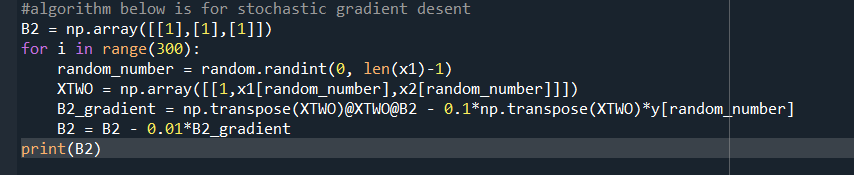 #algorithm below is for stochastic gradient desent
B2 = np.array([[1],[1],[1]])
for i in range(300):
    random_number = random.randint(0, len(x1)-1)
    XTWO = np.array([[1,x1[random_number],x2[random_number]]])
    B2_gradient = np.transpose(XTWO)@XTWO@B2 - 0.1*np.transpose(XTWO)*y[random_number]
    B2 = B2 - 0.01*B2_gradient
print(B2)